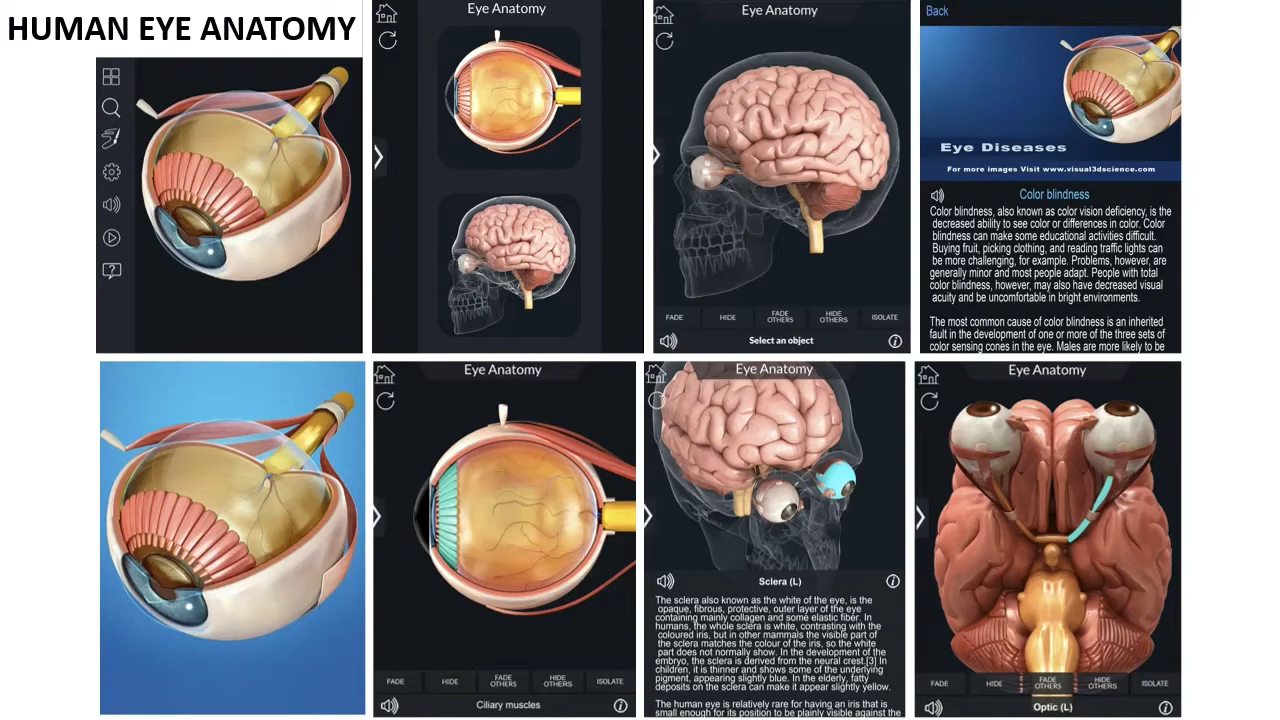 HUMAN EYE ANATOMY
Eye Anatomy
Eye Anatomy
FADE
HIDE
FADE
OTHERS
HIDE
OTHERS
ISOLATE
Select an object
Back
Eye Diseases
For more images Visit www.visual3dscience.com
Color blindness
Color blindness, also known as color vision deficiency, is the
decreased ability to see color or differences in color. Color
blindness can make some educational activities difficult.
Buying fruit, picking clothing, and reading traffic lights can
be more challenging, for example. Problems, however, are
generally minor and most people adapt. People with total
color blindness, however, may also have decreased visual
acuity and be uncomfortable in bright environments.
The most common cause of color blindness is an inherited
fault in the development of one or more of the three sets of
color sensing cones in the eye. Males are more likely to be
Eye Anatomy
FADE
HIDE
FADE
OTHERS
HIDE
OTHERS
ISOLATE
Ciliary muscles
Eye Anatomy
Sclera (L)
The sclera also known as the white of the eye, is the
opaque, fibrous, protective, outer layer of the eye
containing mainly collagen and some elastic fiber. In
humans, the whole sclera is white, contrasting with the
coloured iris, but in other mammals the visible part of
the sclera matches the colour of the iris, so the white
part does not normally show. In the development of the
embryo, the sclera is derived from the neural crest.[3] In
children, it is thinner and shows some of the underlying
pigment, appearing slightly blue. In the elderly, fatty
deposits on the sclera can make it appear slightly yellow.
The human eye is relatively rare for having an iris that is
small enough for its position to be plainly visible against the
Eye Anatomy
FADE
HIDE
FADE
OTHERS
HIDE
OTHERS
ISOLATE
Optic (L)